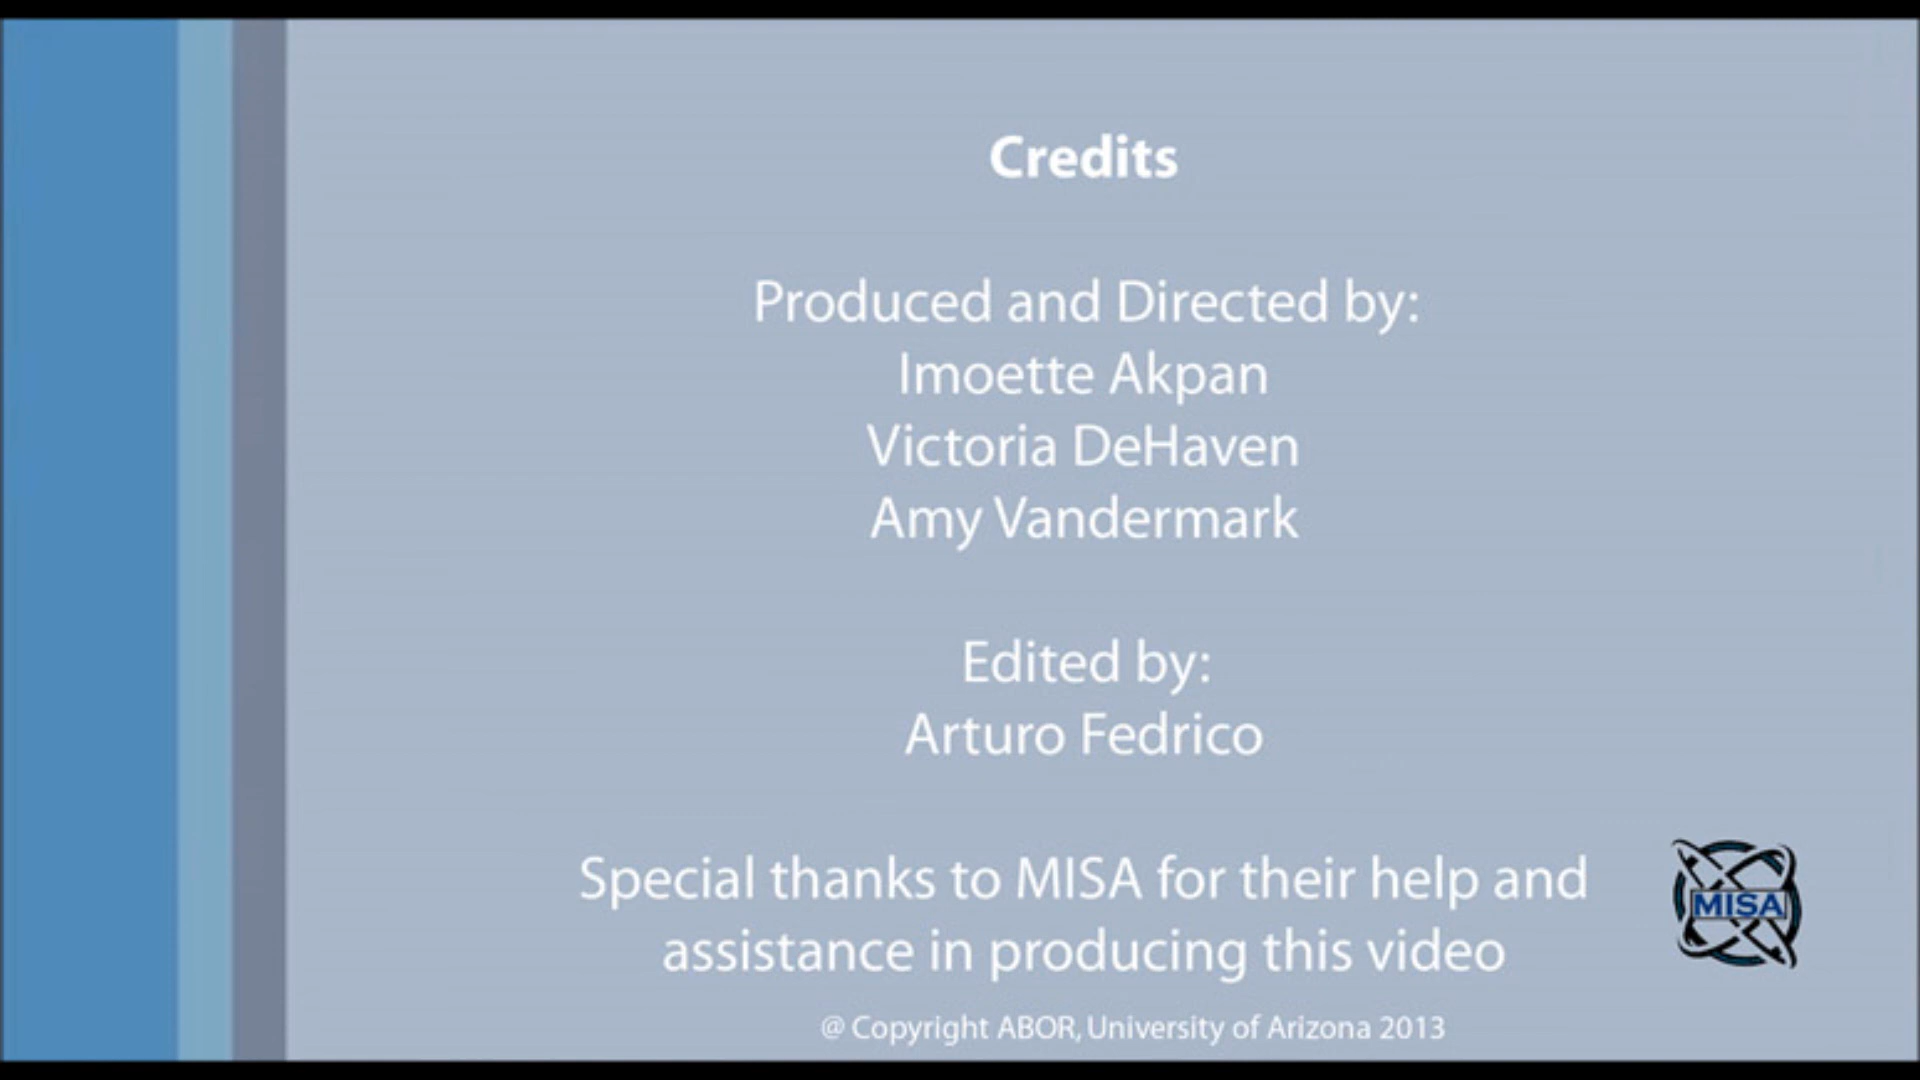 Credits
Produced and Directed by:
Imoette Akpan
Victoria DeHaven
Amy Vandermark
Edited by:
Arturo Fedrico
Special thanks to MISA for their help and
assistance in producing this video
MISA
@ Copyright ABOR, University of Arizona 2013